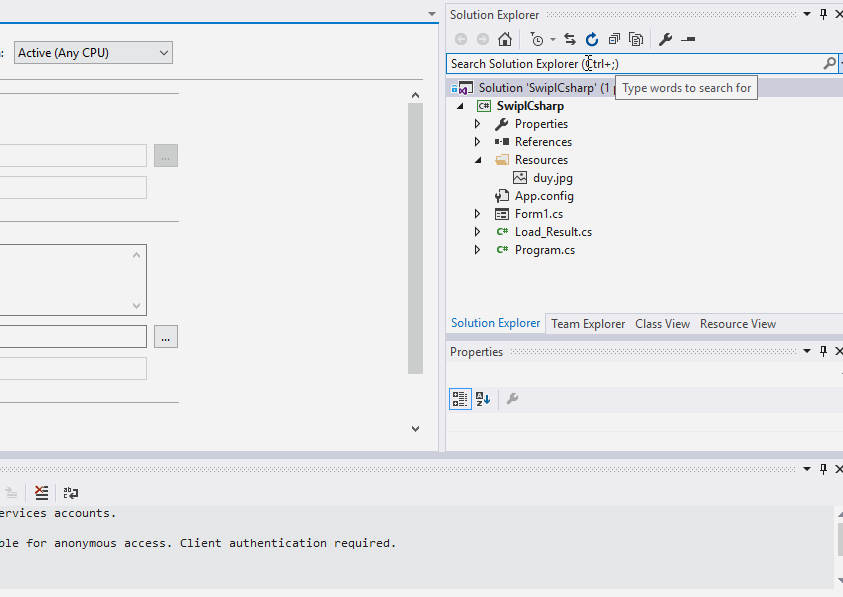 Solution Explorer
:
Active (Any CPU)
Search Solution Explorer (Ctrl+;)
Solution 'SwiplCsharp' (1 p
Type words to search for
C# SwiplCsharp
Properties
References
Resources
...
duy.jpg
App.config
Form1.cs
C# Load_Result.cs
C# Program.cs
Solution Explorer
Team Explorer
Class View
Resource View
...
Properties
ervices accounts.
ble for anonymous access. Client authentication required.